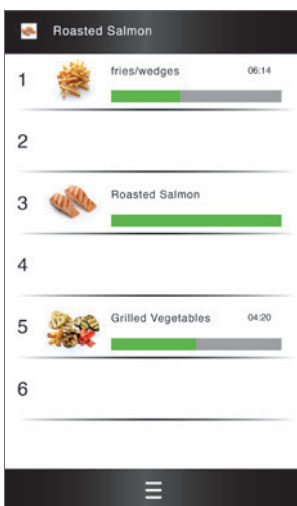 Roasted Salmon
1 fries/wedges 06:14
2
3 Roasted Salmon
4
5 Grilled Vegetables 04:20
6